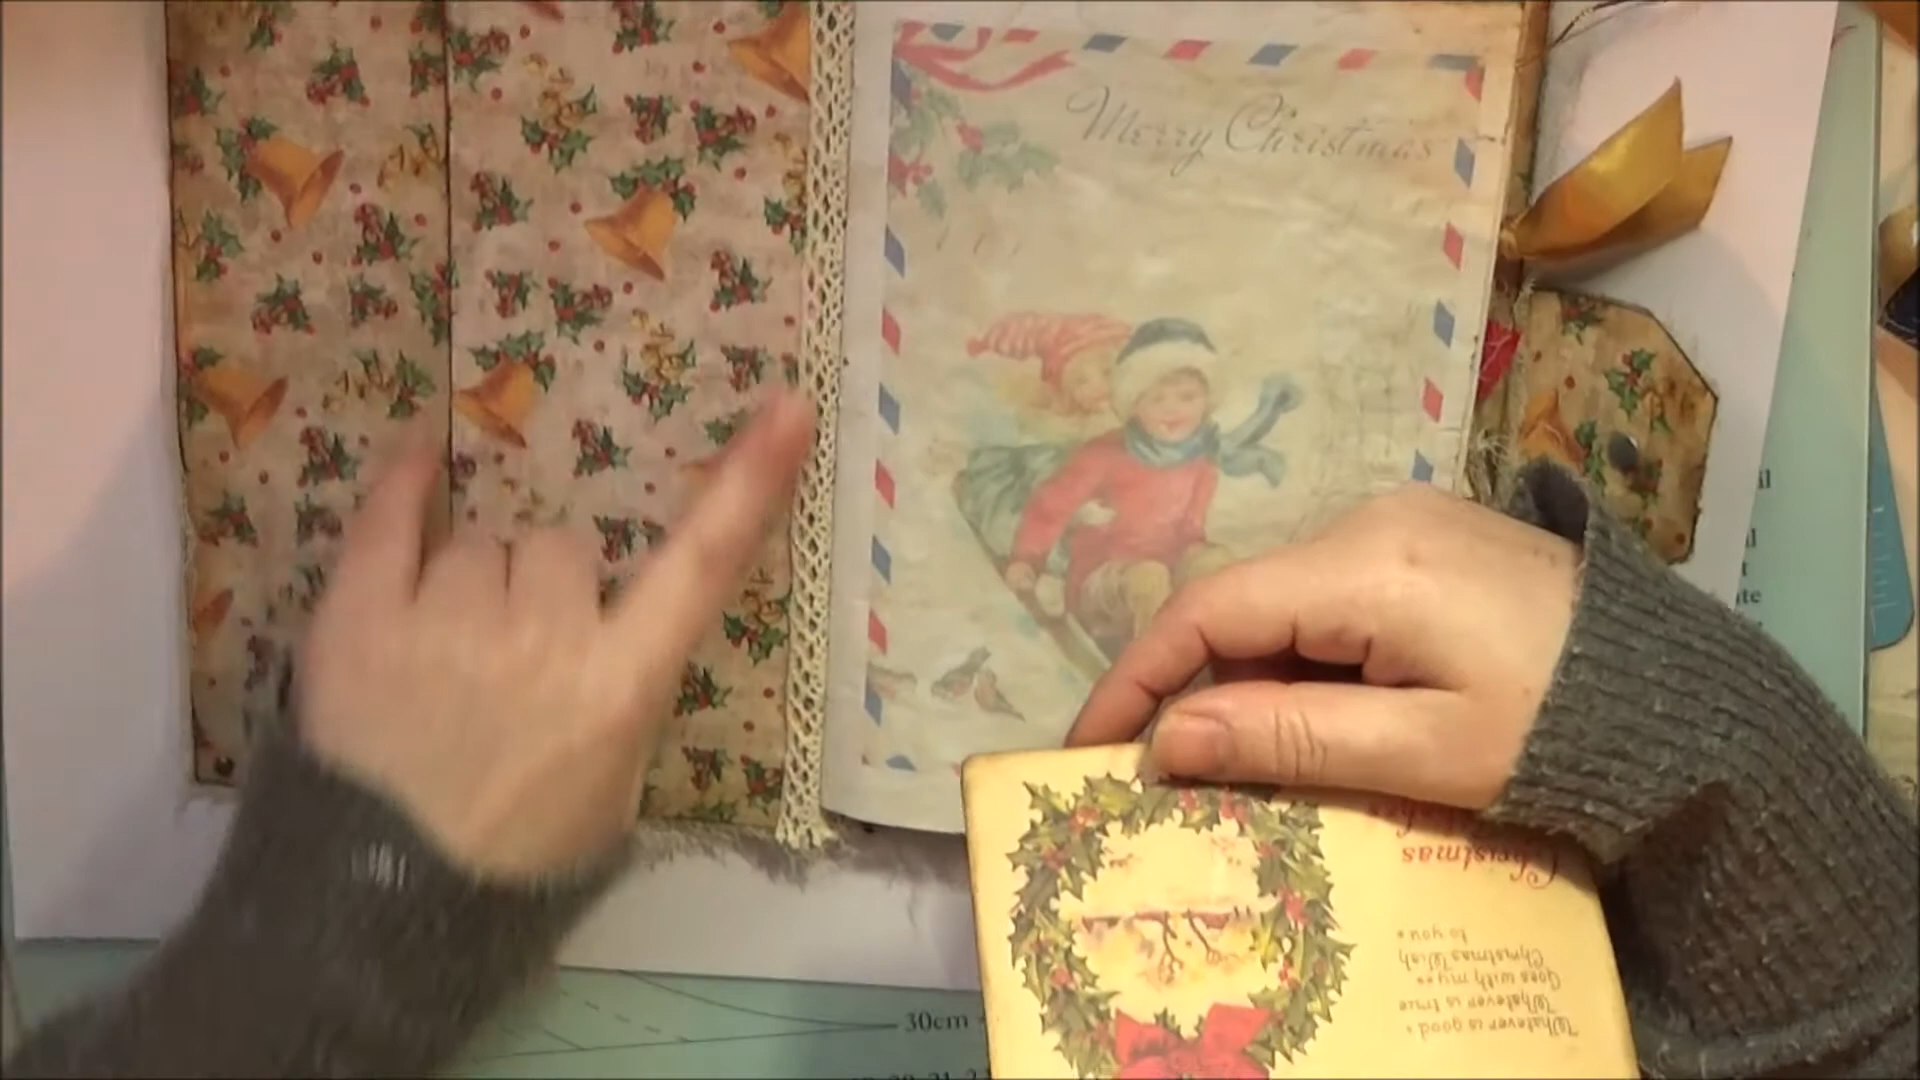 Merry Christmas
Christmas
to you
Christmas Wish
Goes with my
Whatever is true
Whatever is good
30cm